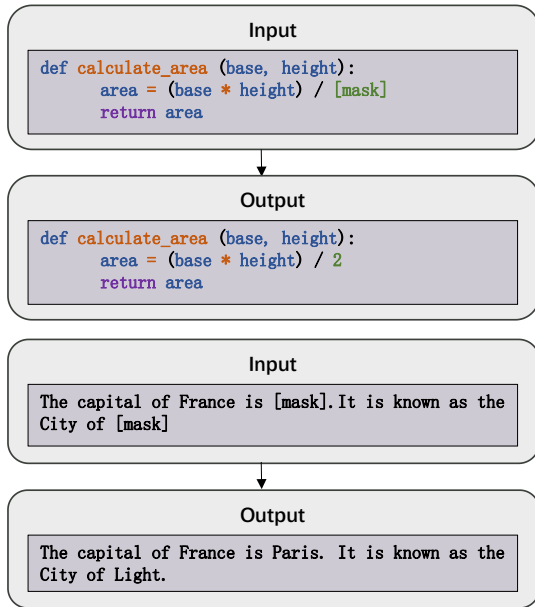 Input
def calculate_area (base, height):
area = (base * height) / [mask]
return area
Output
def calculate_area (base, height):
area = (base * height) / 2
return area
Input
The capital of France is [mask]. It is known as the
City of [mask]
Output
The capital of France is Paris. It is known as the
City of Light.